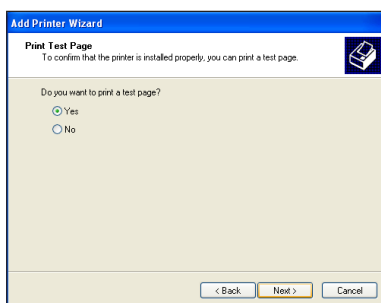 Add Printer Wizard
Print Test Page
To confirm that the printer is installed properly, you can print a test page.
Do you want to print a test page?
Yes
No
< Back
Next >
Cancel